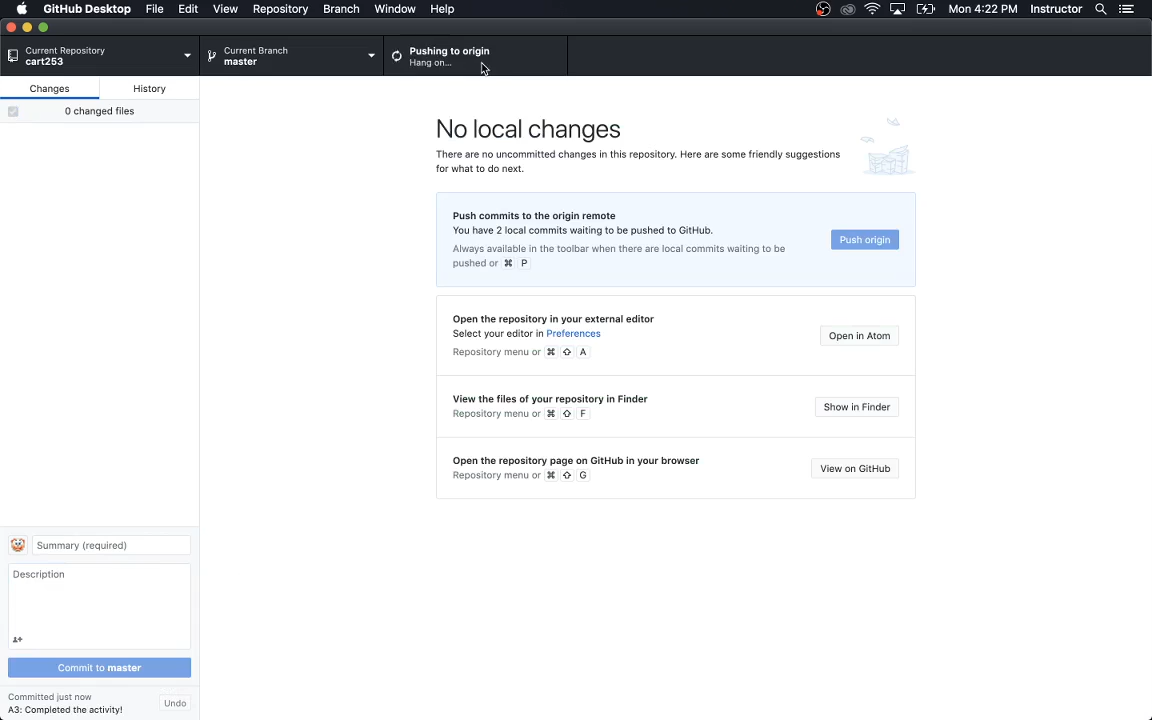 GitHub Desktop File Edit View Repository Branch Window Help Mon 4:22 PM Instructor
Current Repository
cart253
Current Branch
master
Pushing to origin
Hang on...
Changes History
0 changed files
No local changes
There are no uncommitted changes in this repository. Here are some friendly suggestions
for what to do next.
Push commits to the origin remote
You have 2 local commits waiting to be pushed to GitHub.
Always available in the toolbar when there are local commits waiting to be
pushed or ⌘ P
Push origin
Open the repository in your external editor
Select your editor in Preferences
Repository menu or ⌘ ⇧ A
Open in Atom
View the files of your repository in Finder
Repository menu or ⌘ ⇧ F
Show in Finder
Open the repository page on GitHub in your browser
Repository menu or ⌘ ⇧ G
View on GitHub
Summary (required)
Description
Commit to master
Committed just now
A3: Completed the activity!
Undo